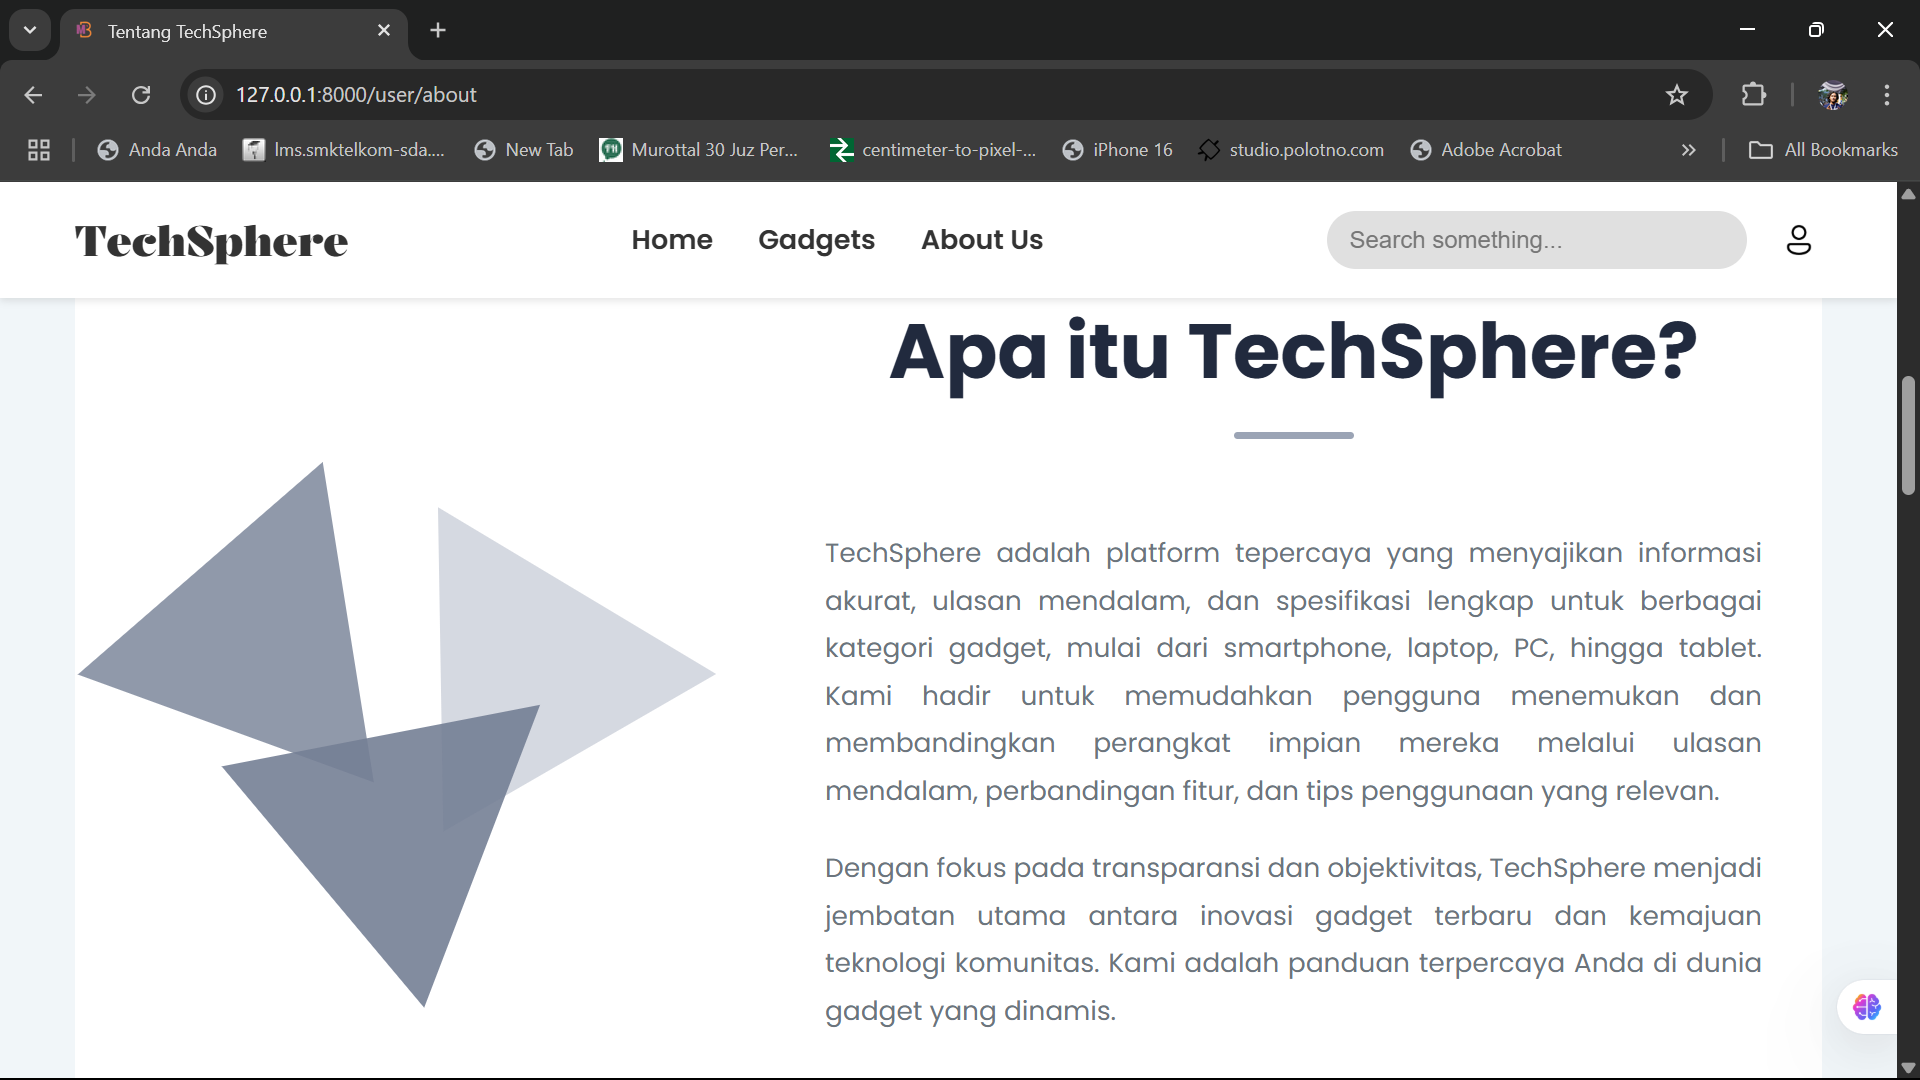 Tentang TechSphere
127.0.0.1:8000/user/about
Anda Anda
lms.smktelkom-sda....
New Tab
Murottal 30 Juz Per...
centimeter-to-pixel-...
iPhone 16
studio.polotno.com
Adobe Acrobat
All Bookmarks
TechSphere
Home
Gadgets
About Us
Search something...
Apa itu TechSphere?
TechSphere adalah platform tepercaya yang menyajikan informasi
akurat, ulasan mendalam, dan spesifikasi lengkap untuk berbagai
kategori gadget, mulai dari smartphone, laptop, PC, hingga tablet.
Kami hadir untuk memudahkan pengguna menemukan dan
membandingkan perangkat impian mereka melalui ulasan
mendalam, perbandingan fitur, dan tips penggunaan yang relevan.
Dengan fokus pada transparansi dan objektivitas, TechSphere menjadi
jembatan utama antara inovasi gadget terbaru dan kemajuan
teknologi komunitas. Kami adalah panduan terpercaya Anda di dunia
gadget yang dinamis.